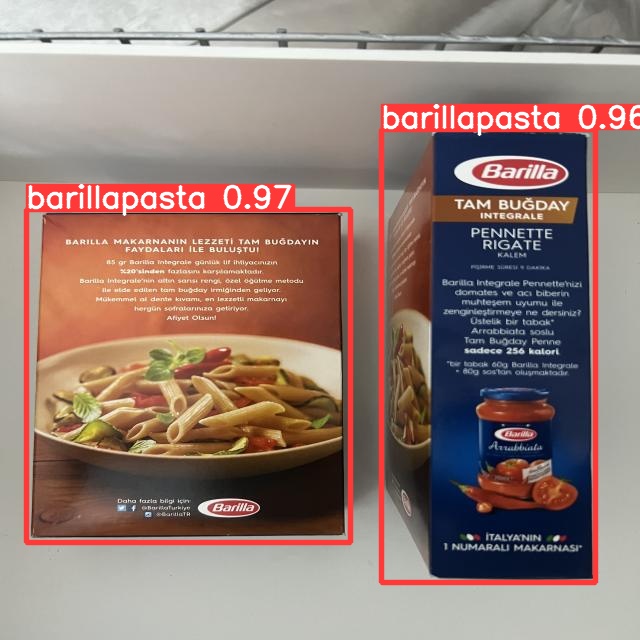 barillapasta 0.97
BARILLA MAKARNANIN LEZZETİ TAM BUĞDAYIN
FAYDALARI İLE BULUŞTU!
85 gr Barilla Integrale günlük lif ihtiyacınızın
%20'sinden fazlasını karşılamaktadır.
Barilla Integrale'nin altın sarısı rengi, özel öğütme metodu
ile elde edilen tam buğday irmiğinden geliyor.
Mükemmel al dente kıvamı, en lezzetli makarnayı
hergün sofralarınıza getiriyor.
Afiyet Olsun!
Daha fazla bilgi için:
@BarillaTurkiye
@BarillaTR
Barilla
barillapasta 0.96
Barilla
TAM BUĞDAY
INTEGRALE
PENNETTE
RIGATE
KALEM
PİŞİRME SÜRESİ 9 DAKİKA
Barilla Integrale Pennette'nizi
domates ve acı biberin
muhteşem uyumu ile
zenginleştirmeye ne dersiniz?
Üstelik bir tabak*
Arrabbiata soslu
Tam Buğday Penne
sadece 256 kalori.
*bir tabak 60g Barilla Integrale
+ 80g sos'tan oluşmaktadır.
Barilla
Arrabbiata
İTALYA'NIN
1 NUMARALI MAKARNASI*